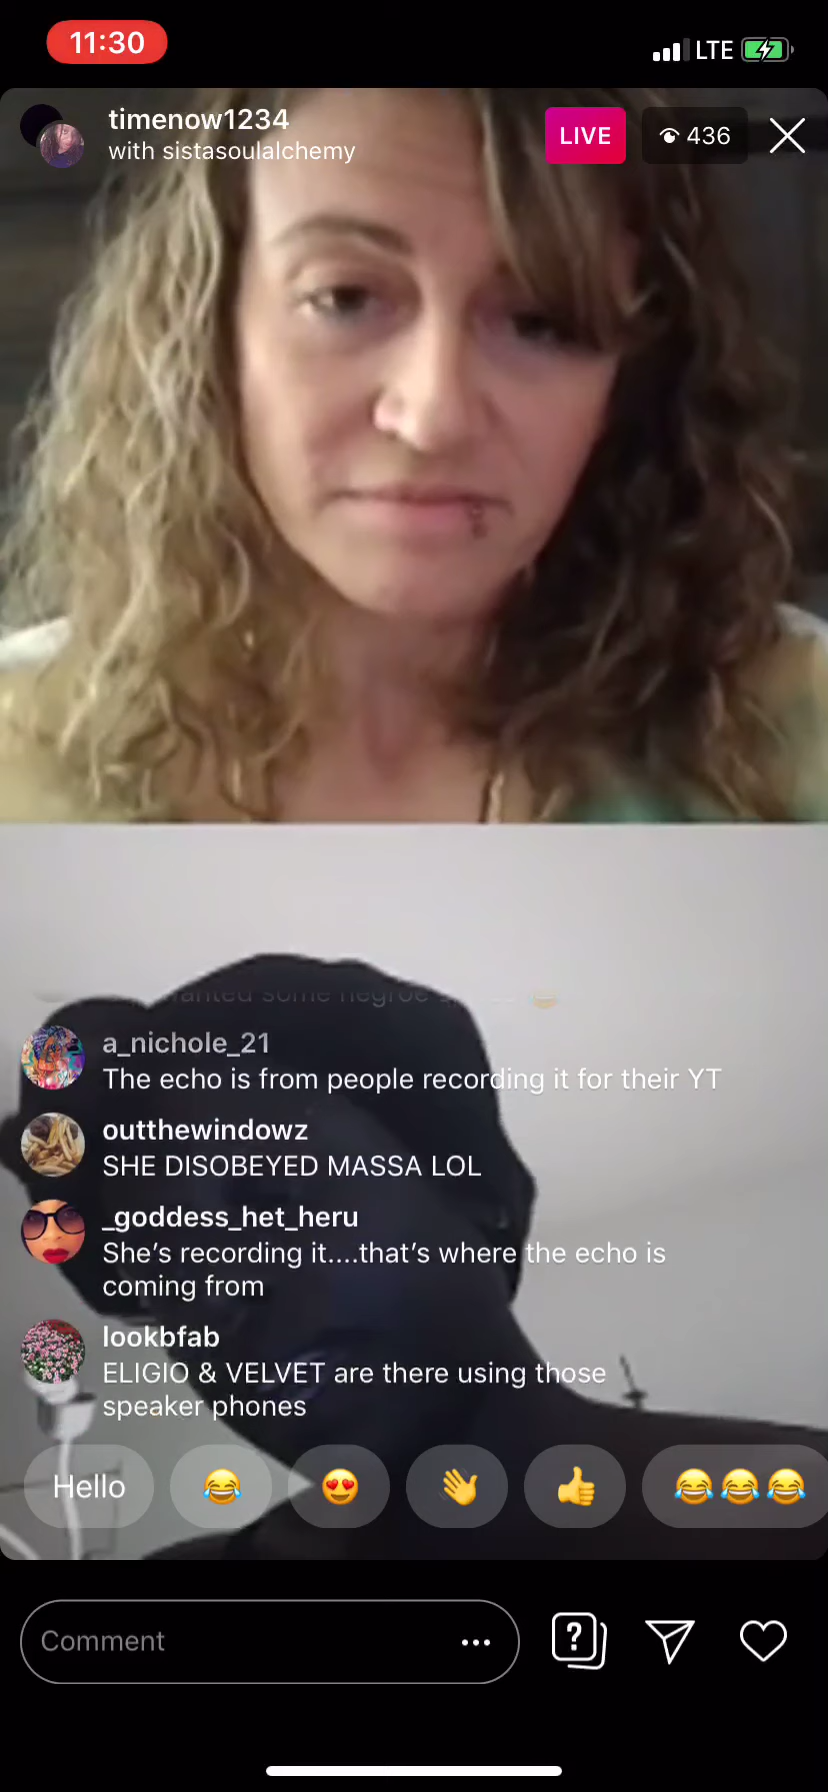 11:30
LTE
timenow1234
with sistasoulalchemy
LIVE
436
some negroe
a_nichole_21
The echo is from people recording it for their YT
outthewindowz
SHE DISOBEYED MASSA LOL
_goddess_het_heru
She’s recording it....that’s where the echo is
coming from
lookbfab
ELIGIO & VELVET are there using those
speaker phones
Hello
Comment